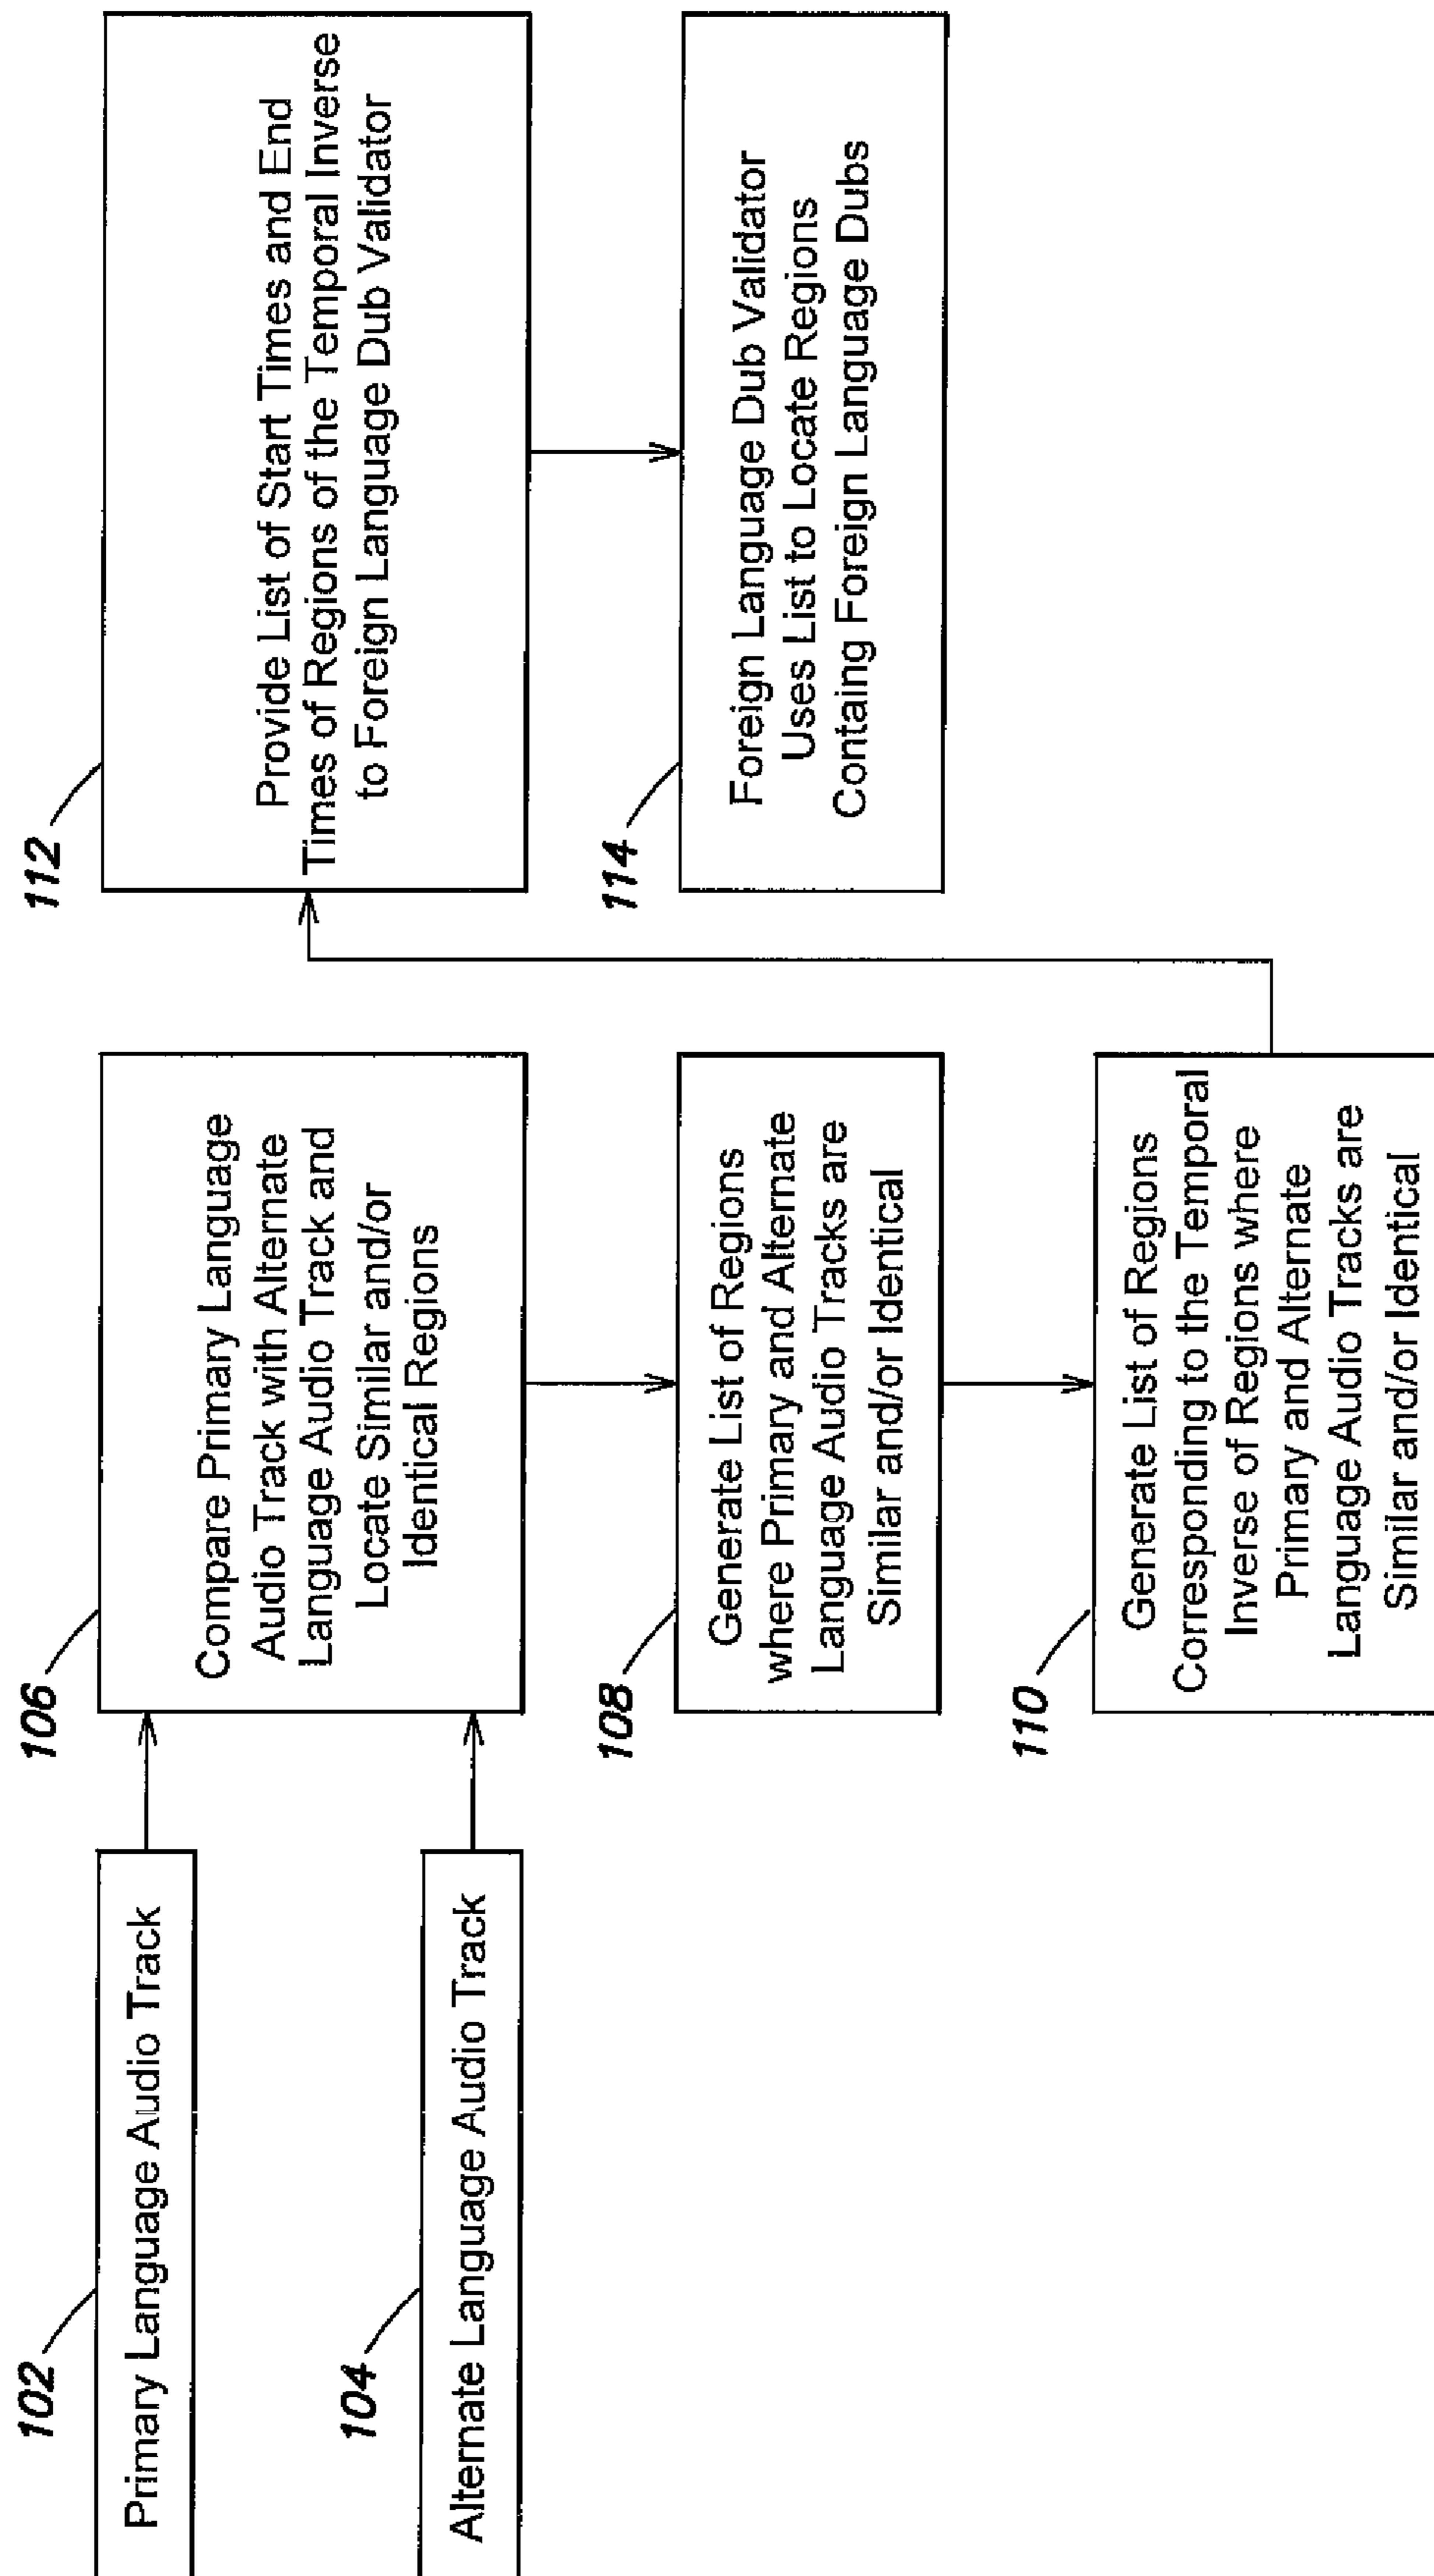 102
Primary Language Audio Track
104
Alternate Language Audio Track
106
Compare Primary Language
Audio Track with Alternate
Language Audio Track and
Locate Similar and/or
Identical Regions
108
Generate List of Regions
where Primary and Alternate
Language Audio Tracks are
Similar and/or Identical
110
Generate List of Regions
Corresponding to the Temporal
Inverse of Regions where
Primary and Alternate
Language Audio Tracks are
Similar and/or Identical
112
Provide List of Start Times and End
Times of Regions of the Temporal Inverse
to Foreign Language Dub Validator
114
Foreign Language Dub Validator
Uses List to Locate Regions
Containg Foreign Language Dubs